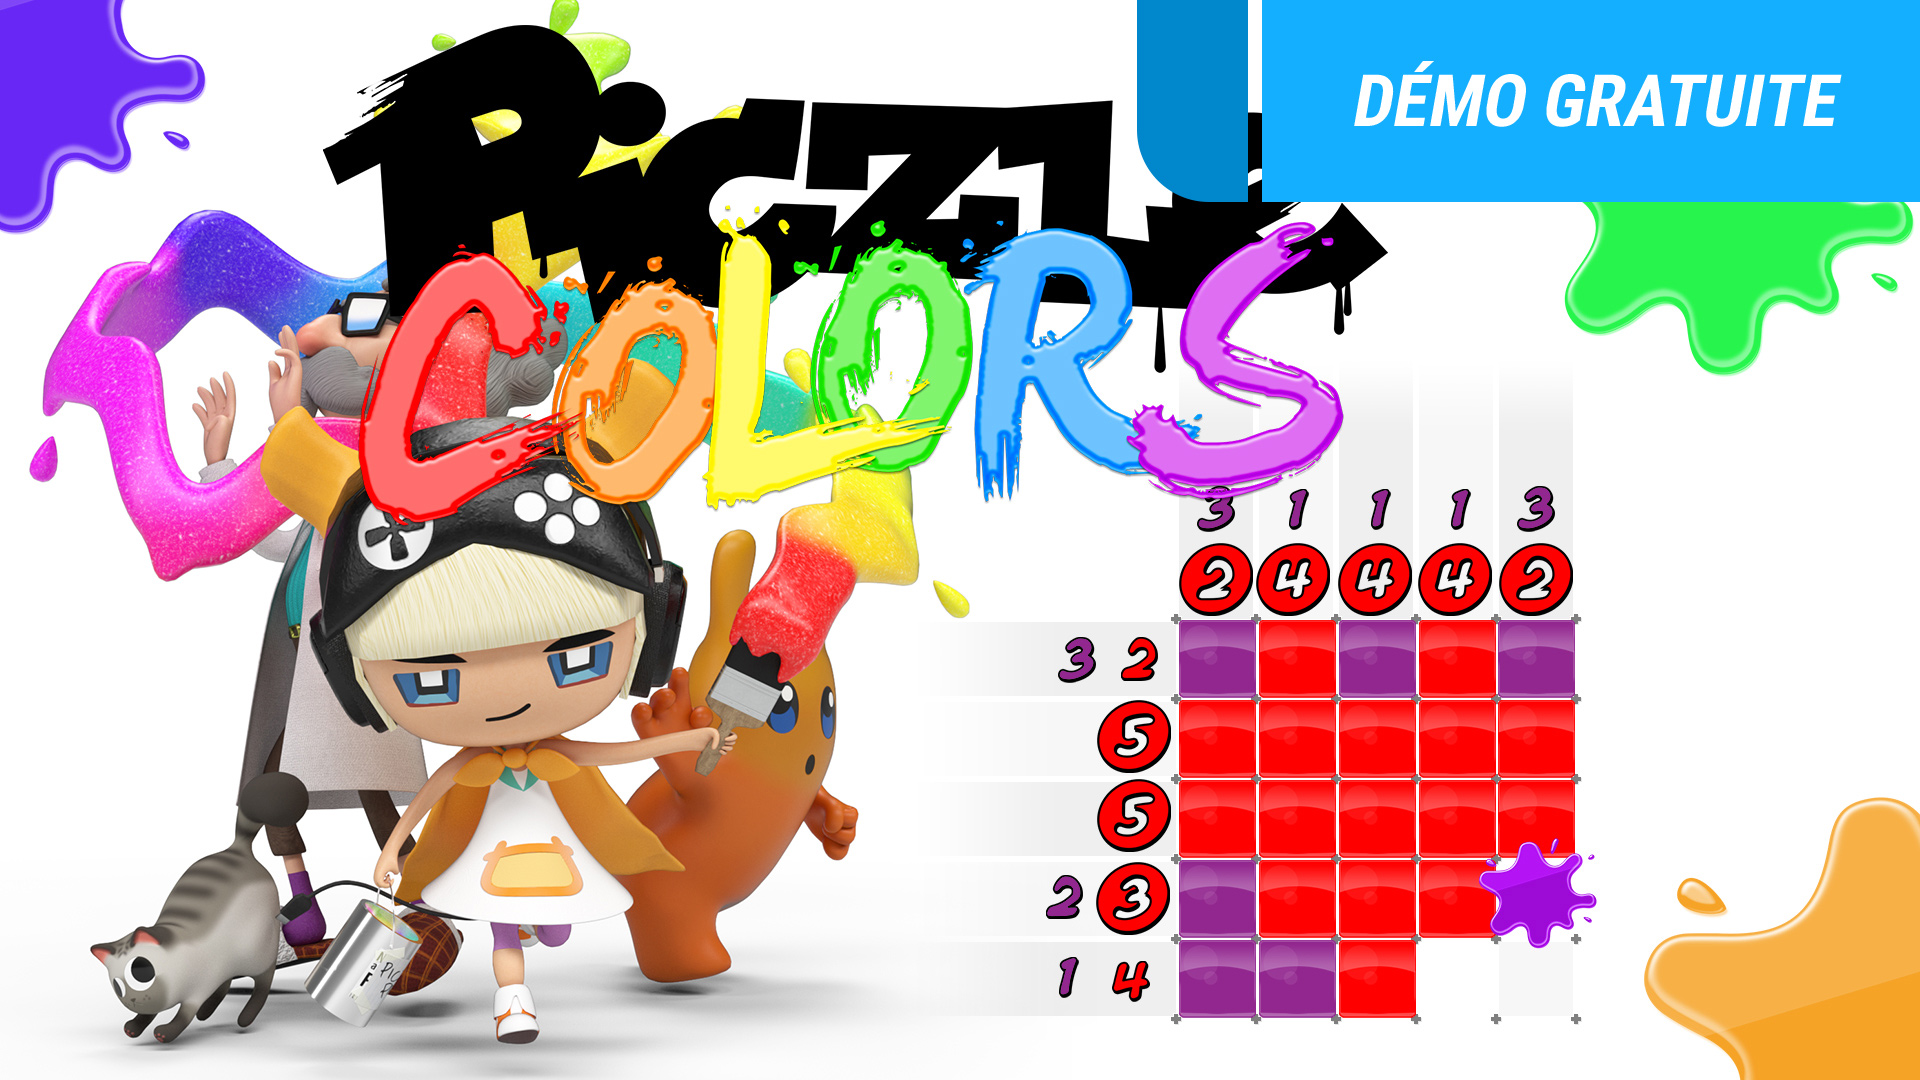 PiCZLE
DÉMO GRATUITE
COLORS
3 1 1 1 3
2 4 4 4 2
3 2
5
5
2 3
1 4